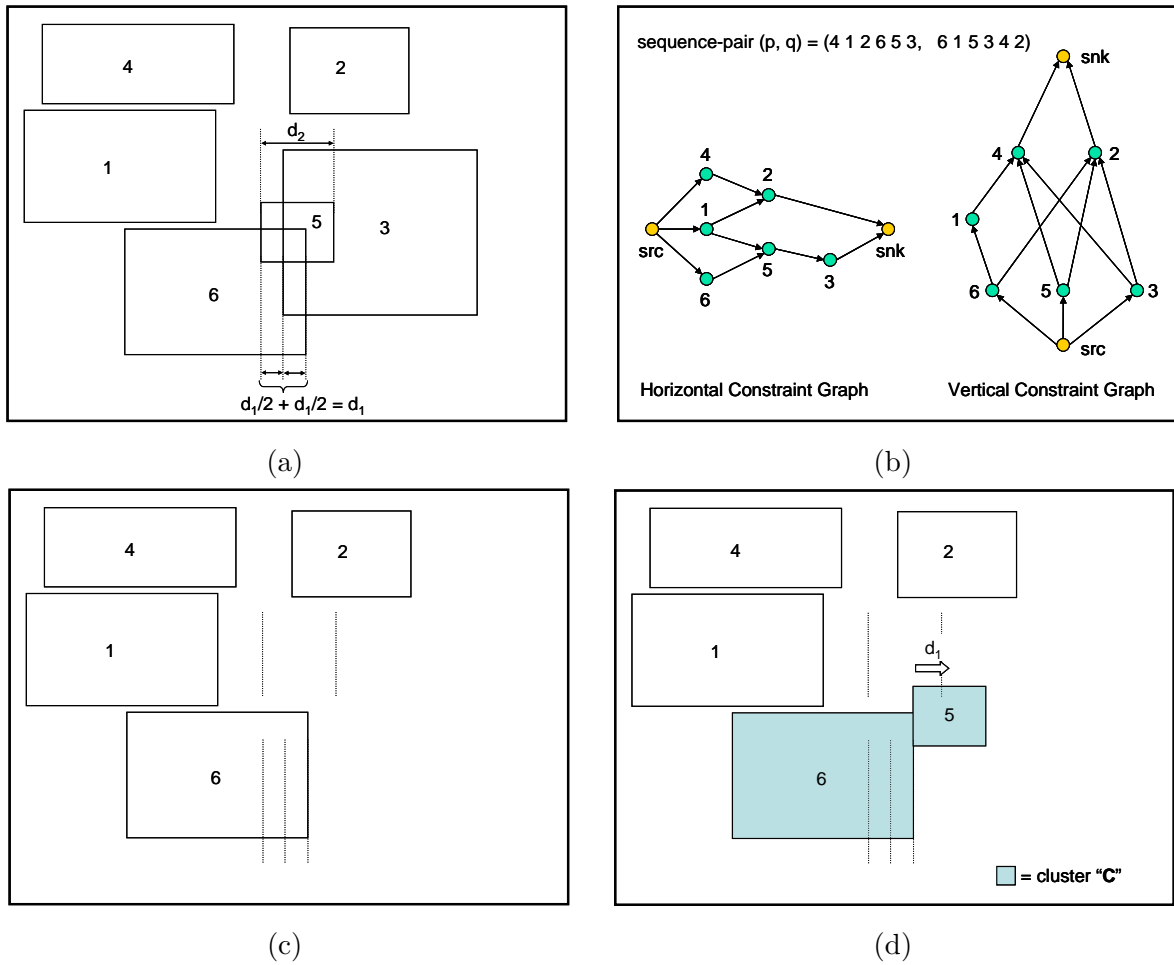 4
2
d₂
1
5
3
6
d₁/2 + d₁/2 = d₁
(a)
sequence-pair (p, q) = (4 1 2 6 5 3, 6 1 5 3 4 2)
snk
4
2
1
src
5
snk
6
3
Horizontal Constraint Graph
4
2
1
6
5
3
src
Vertical Constraint Graph
(b)
4
2
1
6
(c)
4
2
1
d₁
5
6
= cluster "C"
(d)